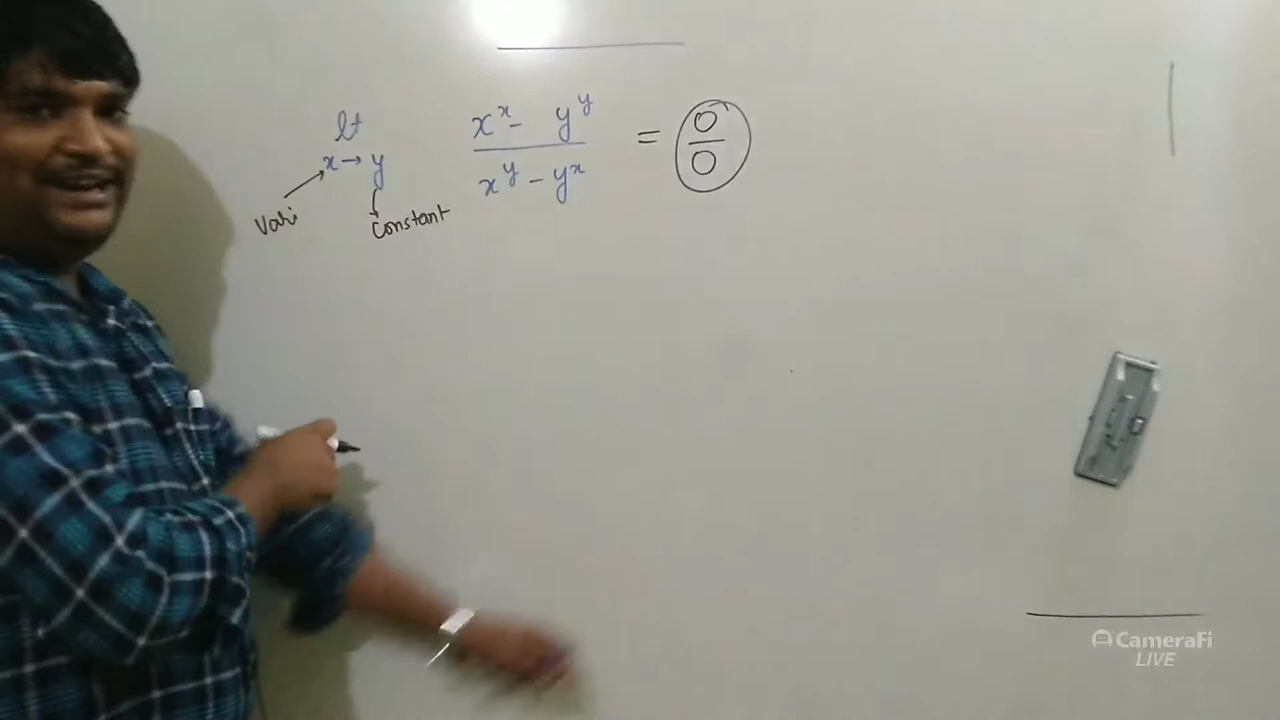 lt
x → y
x^x - y^y / x^y - y^x = 0/0
vari
constant
CameraFi
LIVE